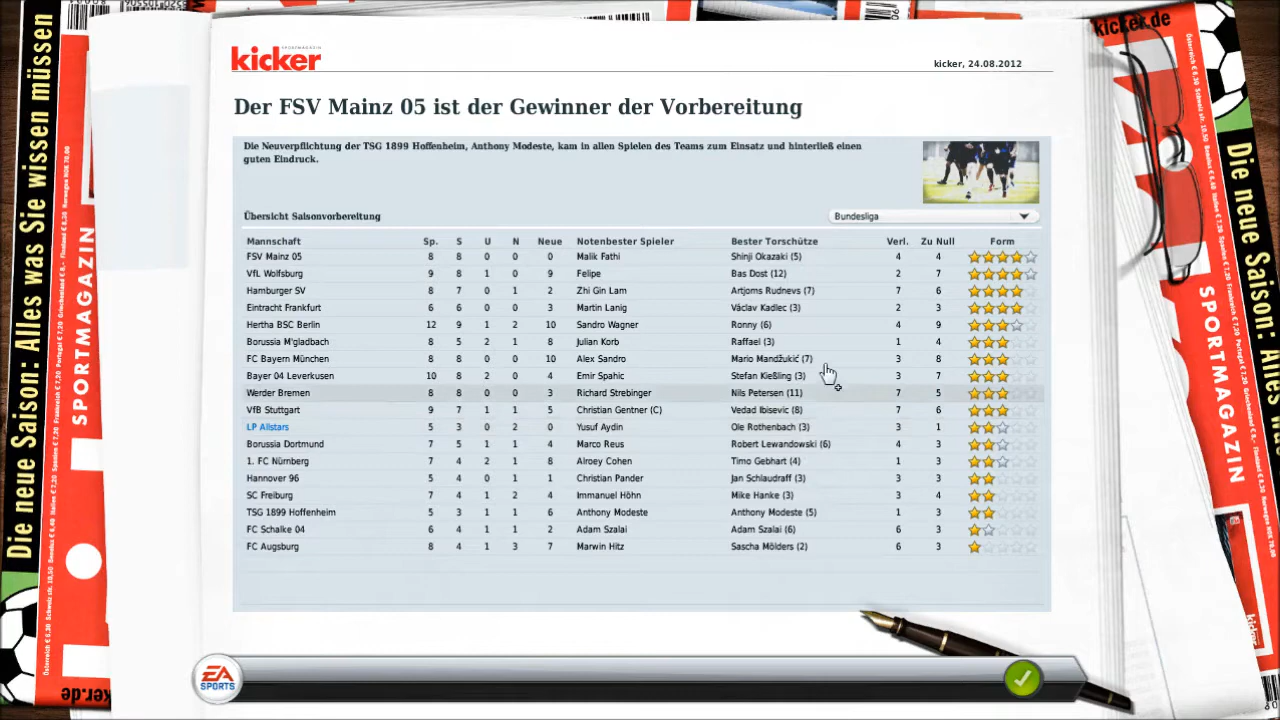 kicker
SPORTMAGAZIN
kicker, 24.08.2012
Der FSV Mainz 05 ist der Gewinner der Vorbereitung
Die Neuverpflichtung der TSG 1899 Hoffenheim, Anthony Modeste, kam in allen Spielen des Teams zum Einsatz und hinterließ einen
guten Eindruck.
Übersicht Saisonvorbereitung
Bundesliga
Mannschaft Sp. S U N Neue Notenbester Spieler Bester Torschütze Verl. Zu Null Form
FSV Mainz 05 8 8 0 0 0 Malik Fathi Shinji Okazaki (5) 4 4
VfL Wolfsburg 9 8 1 0 9 Felipe Bas Dost (12) 2 7
Hamburger SV 8 7 0 1 2 Zhi Gin Lam Artjoms Rudnevs (7) 7 6
Eintracht Frankfurt 6 6 0 0 3 Martin Lanig Václav Kadlec (3) 2 3
Hertha BSC Berlin 12 9 1 2 10 Sandro Wagner Ronny (6) 4 9
Borussia M'gladbach 8 5 2 1 8 Julian Korb Raffael (3) 1 4
FC Bayern München 8 8 0 0 10 Alex Sandro Mario Mandžukić (7) 3 8
Bayer 04 Leverkusen 10 8 2 0 4 Emir Spahic Stefan Kießling (3) 3 7
Werder Bremen 8 8 0 0 3 Richard Strebinger Nils Petersen (11) 7 5
VfB Stuttgart 9 7 1 1 5 Christian Gentner (C) Vedad Ibisevic (8) 7 6
LP Allstars 5 3 0 2 0 Yusuf Aydin Ole Rothenbach (3) 3 1
Borussia Dortmund 7 5 1 1 4 Marco Reus Robert Lewandowski (6) 4 3
1. FC Nürnberg 7 4 2 1 8 Alroey Cohen Timo Gebhart (4) 1 3
Hannover 96 5 4 0 1 1 Christian Pander Jan Schlaudraff (3) 3 3
SC Freiburg 7 4 1 2 4 Immanuel Höhn Mike Hanke (3) 3 4
TSG 1899 Hoffenheim 5 3 1 1 6 Anthony Modeste Anthony Modeste (5) 1 3
FC Schalke 04 6 4 1 1 2 Adam Szalai Adam Szalai (6) 6 3
FC Augsburg 8 4 1 3 7 Marwin Hitz Sascha Mölders (2) 6 3
EA
SPORTS
Die neue Saison: Alles was Sie wissen müssen
SPORTMAGAZIN
kicker.de
kicker.de
SPORTMAGAZIN
Die neue Saison: Alles
kicker